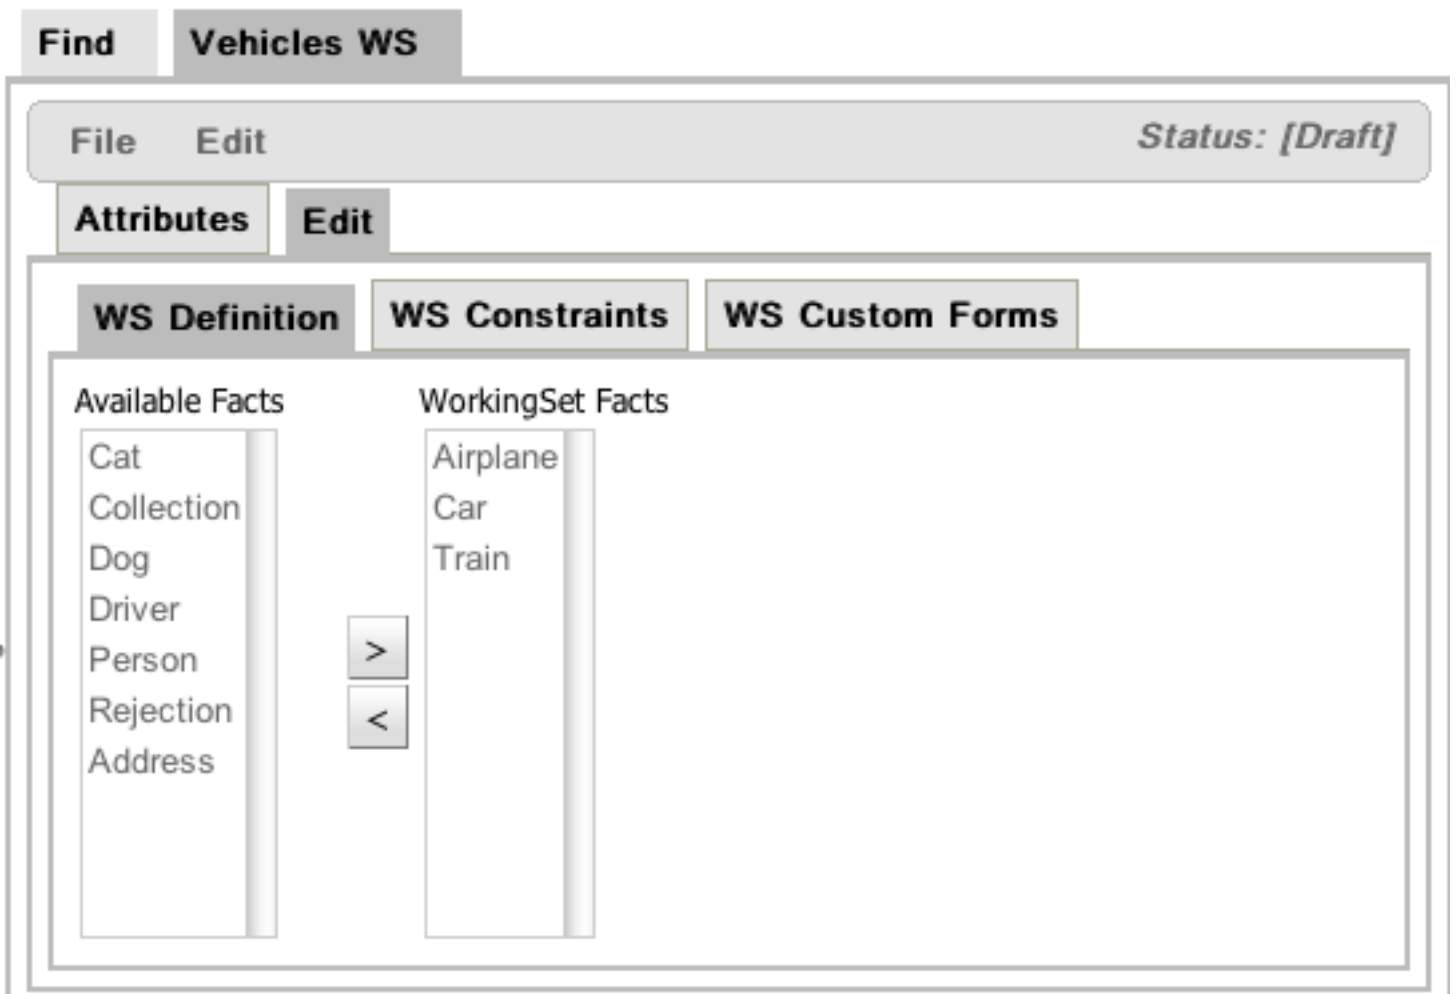 Find Vehicles WS
File Edit Status: [Draft]
Attributes Edit
WS Definition WS Constraints WS Custom Forms
Available Facts WorkingSet Facts
Cat Airplane
Collection Car
Dog Train
Driver
Person
>
Rejection
<
Address